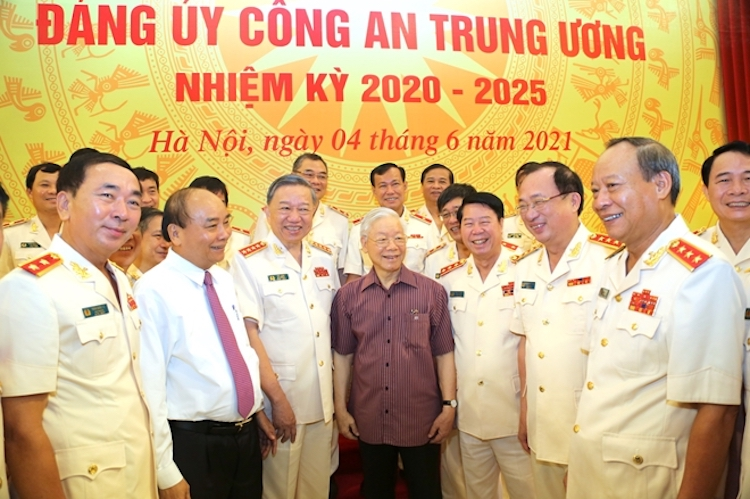 ĐẢNG ỦY CÔNG AN TRUNG ƯƠNG
NHIỆM KỲ 2020 - 2025
Hà Nội, ngày 04 tháng 6 năm 2021